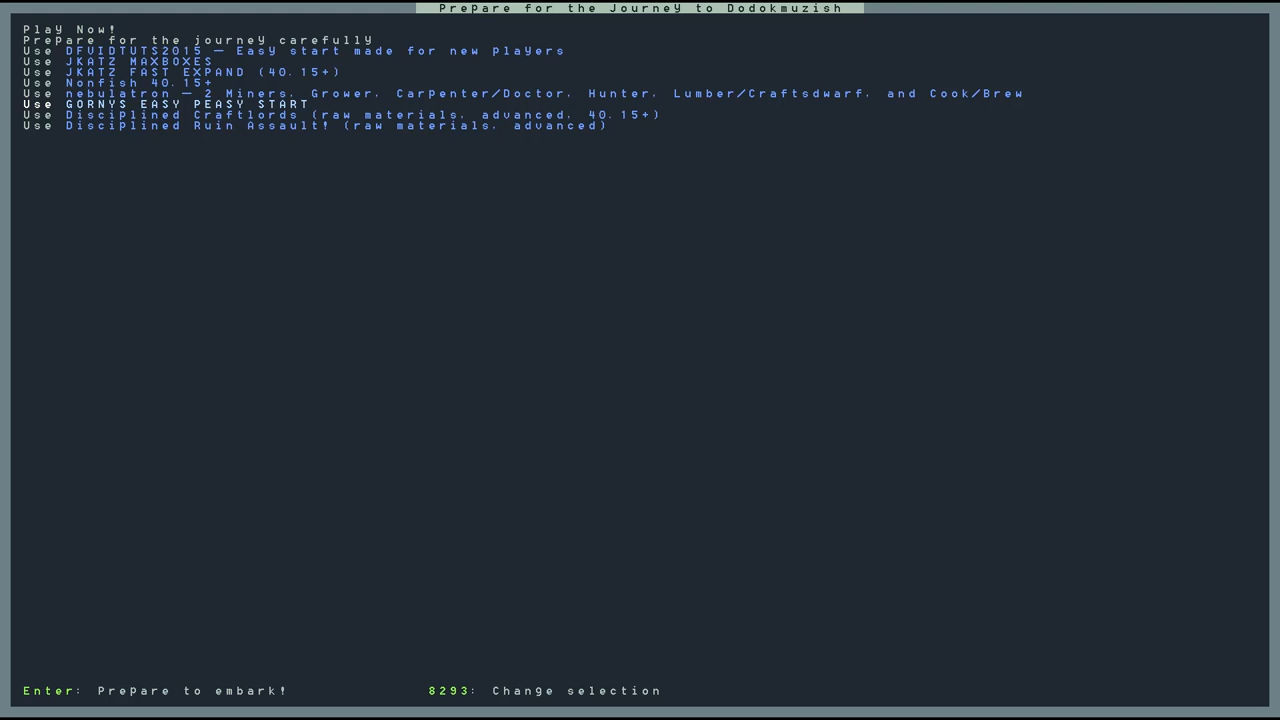 Prepare for the Journey to Dodokmuzish
Play Now!
Prepare for the journey carefully
Use DFVIDTUTS2015 — Easy start made for new players
Use JKATZ MAXBOXES
Use JKATZ FAST EXPAND (40.15+)
Use Nonfish 40.15+
Use nebulatron — 2 Miners, Grower, Carpenter/Doctor, Hunter, Lumber/Craftsdwarf, and Cook/Brew
Use GORNYS EASY PEASY START
Use Disciplined Craftlords (raw materials, advanced, 40.15+)
Use Disciplined Ruin Assault! (raw materials, advanced)
Enter: Prepare to embark! 8293: Change selection